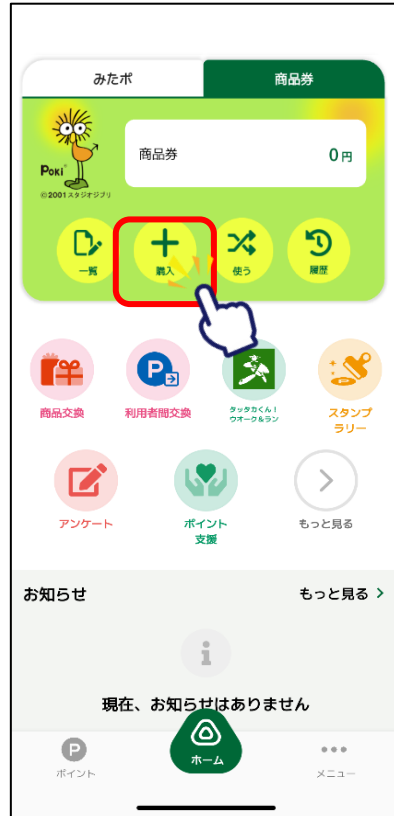 みたポ
商品券
商品券
0円
POKI
©2001スタジオジブリ
一覧
購入
使う
履歴
商品交換
利用者間交換
タッタカくん！
ウオーク&ラン
スタンプ
ラリー
アンケート
ポイント
支援
もっと見る
お知らせ
もっと見る
現在、お知らせはありません
ポイント
ホーム
メニュー